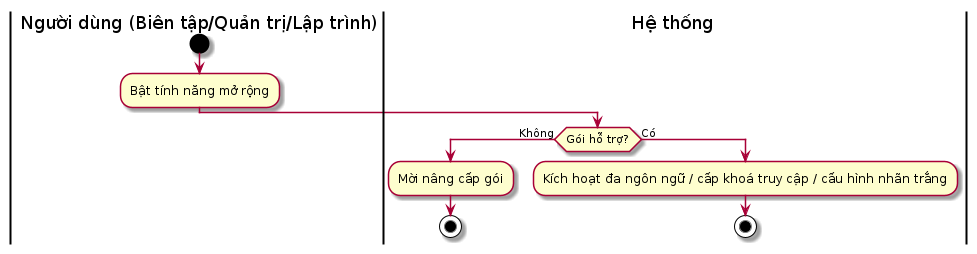 Người dùng (Biên tập/Quản trị/Lập trình)
Hệ thống
Bật tính năng mở rộng
Không
Gói hỗ trợ?
Có
Mời nâng cấp gói
Kích hoạt đa ngôn ngữ / cấp khoá truy cập / cấu hình nhãn trắng